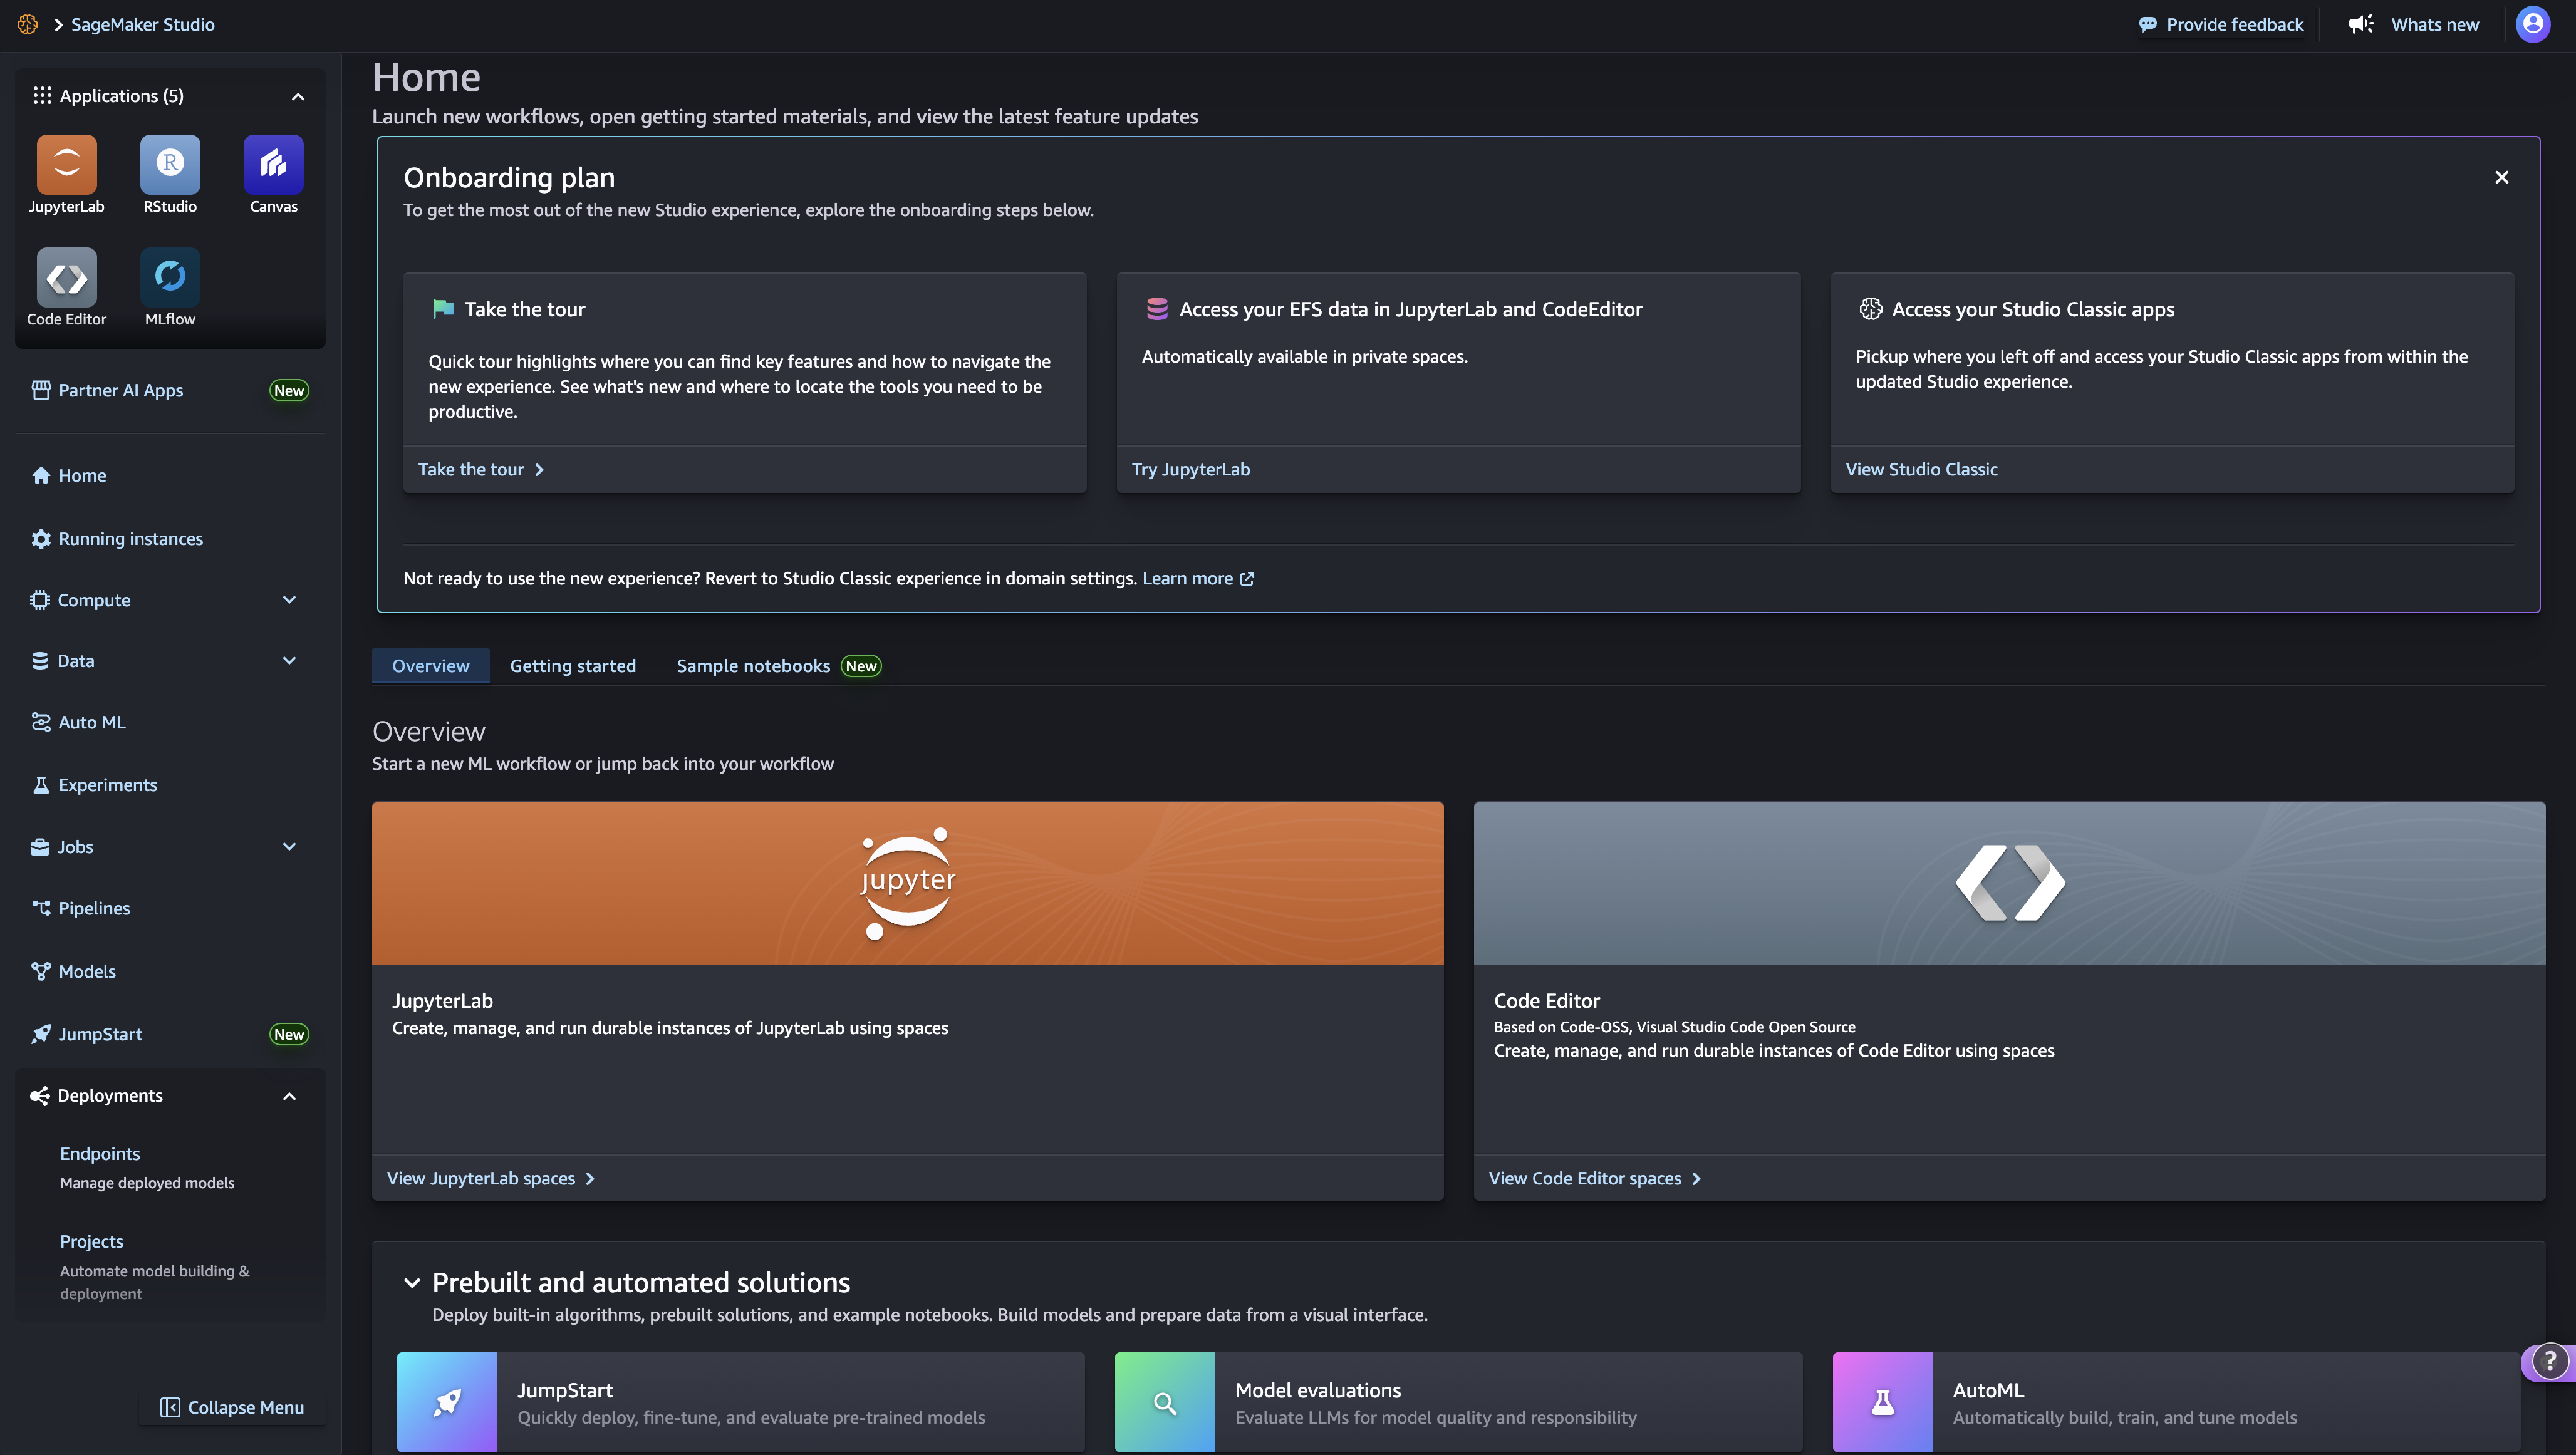 SageMaker Studio
Provide feedback
Whats new
Applications (5)
JupyterLab
RStudio
Canvas
Code Editor
MLflow
Partner AI Apps
New
Home
Running instances
Compute
Data
Auto ML
Experiments
Jobs
Pipelines
Models
JumpStart
New
Deployments
Endpoints
Manage deployed models
Projects
Automate model building &
deployment
Collapse Menu
Home
Launch new workflows, open getting started materials, and view the latest feature updates
Onboarding plan
To get the most out of the new Studio experience, explore the onboarding steps below.
Take the tour
Quick tour highlights where you can find key features and how to navigate the
new experience. See what's new and where to locate the tools you need to be
productive.
Take the tour
Access your EFS data in JupyterLab and CodeEditor
Automatically available in private spaces.
Try JupyterLab
Access your Studio Classic apps
Pickup where you left off and access your Studio Classic apps from within the
updated Studio experience.
View Studio Classic
Not ready to use the new experience? Revert to Studio Classic experience in domain settings. Learn more
Overview
Getting started
Sample notebooks
New
Overview
Start a new ML workflow or jump back into your workflow
jupyter
JupyterLab
Create, manage, and run durable instances of JupyterLab using spaces
View JupyterLab spaces
Code Editor
Based on Code-OSS, Visual Studio Code Open Source
Create, manage, and run durable instances of Code Editor using spaces
View Code Editor spaces
Prebuilt and automated solutions
Deploy built-in algorithms, prebuilt solutions, and example notebooks. Build models and prepare data from a visual interface.
JumpStart
Quickly deploy, fine-tune, and evaluate pre-trained models
Model evaluations
Evaluate LLMs for model quality and responsibility
AutoML
Automatically build, train, and tune models
?